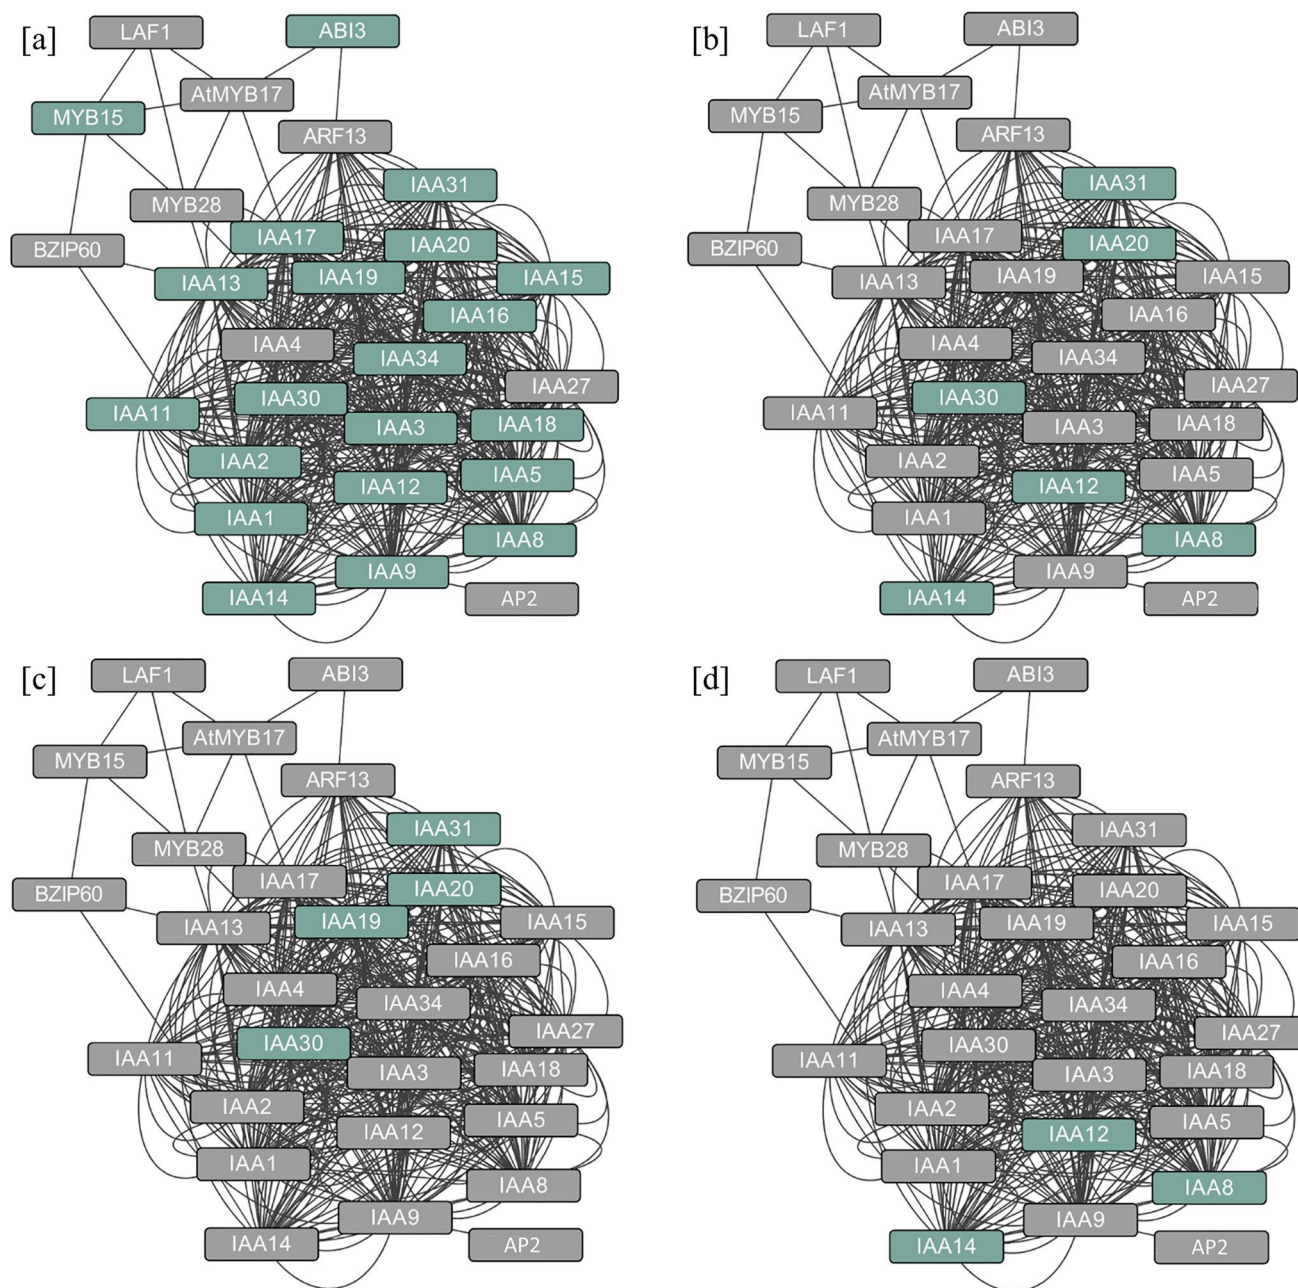 [a]
LAF1
ABI3
AtMYB17
MYB15
ARF13
IAA31
MYB28
IAA17
IAA20
BZIP60
IAA13
IAA19
IAA15
IAA16
IAA4
IAA34
IAA27
IAA30
IAA11
IAA3
IAA18
IAA2
IAA5
IAA12
IAA1
IAA8
IAA9
IAA14
AP2
[b]
LAF1
ABI3
AtMYB17
MYB15
ARF13
IAA31
MYB28
IAA17
IAA20
BZIP60
IAA13
IAA19
IAA15
IAA16
IAA4
IAA34
IAA27
IAA30
IAA11
IAA3
IAA18
IAA2
IAA5
IAA12
IAA1
IAA8
IAA9
IAA14
AP2
[c]
LAF1
ABI3
AtMYB17
MYB15
ARF13
IAA31
MYB28
IAA17
IAA20
BZIP60
IAA13
IAA19
IAA15
IAA16
IAA4
IAA34
IAA27
IAA30
IAA11
IAA3
IAA18
IAA2
IAA5
IAA12
IAA1
IAA8
IAA9
IAA14
AP2
[d]
LAF1
ABI3
AtMYB17
MYB15
ARF13
IAA31
MYB28
IAA17
IAA20
BZIP60
IAA13
IAA19
IAA15
IAA16
IAA4
IAA34
IAA27
IAA30
IAA11
IAA3
IAA18
IAA2
IAA5
IAA12
IAA1
IAA8
IAA9
IAA14
AP2